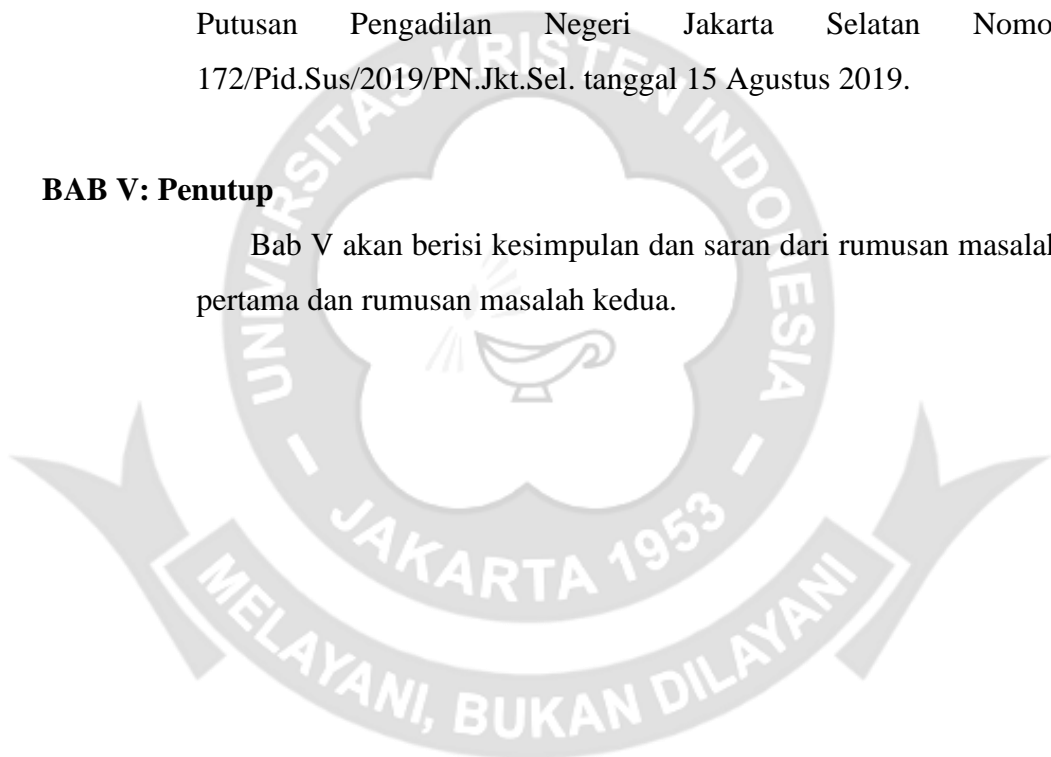 Putusan Pengadilan Negeri Jakarta Selatan Nomo
172/Pid.Sus/2019/PN.Jkt.Sel. tanggal 15 Agustus 2019.
BAB V: Penutup
Bab V akan berisi kesimpulan dan saran dari rumusan masalah
pertama dan rumusan masalah kedua.
UNIVERSITAS KRISTEN INDONESIA
- JAKARTA 1953 -
MELAYANI, BUKAN DILAYANI